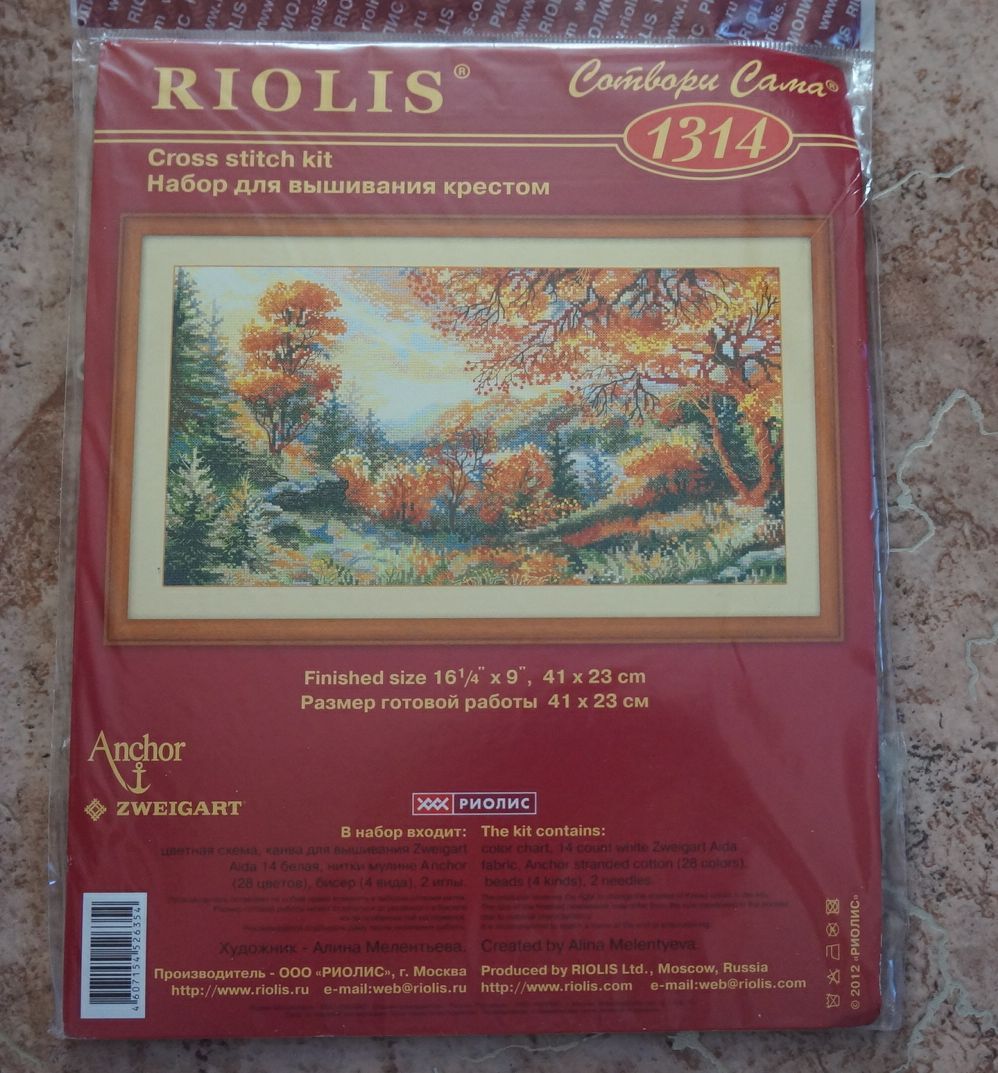 RIOLIS®
Сотвори Сама®
1314
Cross stitch kit
Набор для вышивания крестом
Finished size 16 1/4" x 9", 41 x 23 cm
Размер готовой работы 41 x 23 см
Anchor
ZWEIGART
РИОЛИС
В набор входит:
цветная схема, канва для вышивания Zweigart
Aida 14 белая, нитки мулине Anchor
(28 цветов), бисер (4 вида), 2 иглы.
Художник - Алина Мелентьева.
Производитель - ООО «РИОЛИС», г. Москва
http://www.riolis.ru e-mail:web@riolis.ru
The kit contains:
color chart, 14 count white Zweigart Aida
fabric, Anchor stranded cotton (28 colors),
beads (4 kinds), 2 needles.
Created by Alina Melentyeva.
Produced by RIOLIS Ltd., Moscow, Russia
http://www.riolis.com e-mail:web@riolis.com
4607154526354
© 2012 «РИОЛИС»